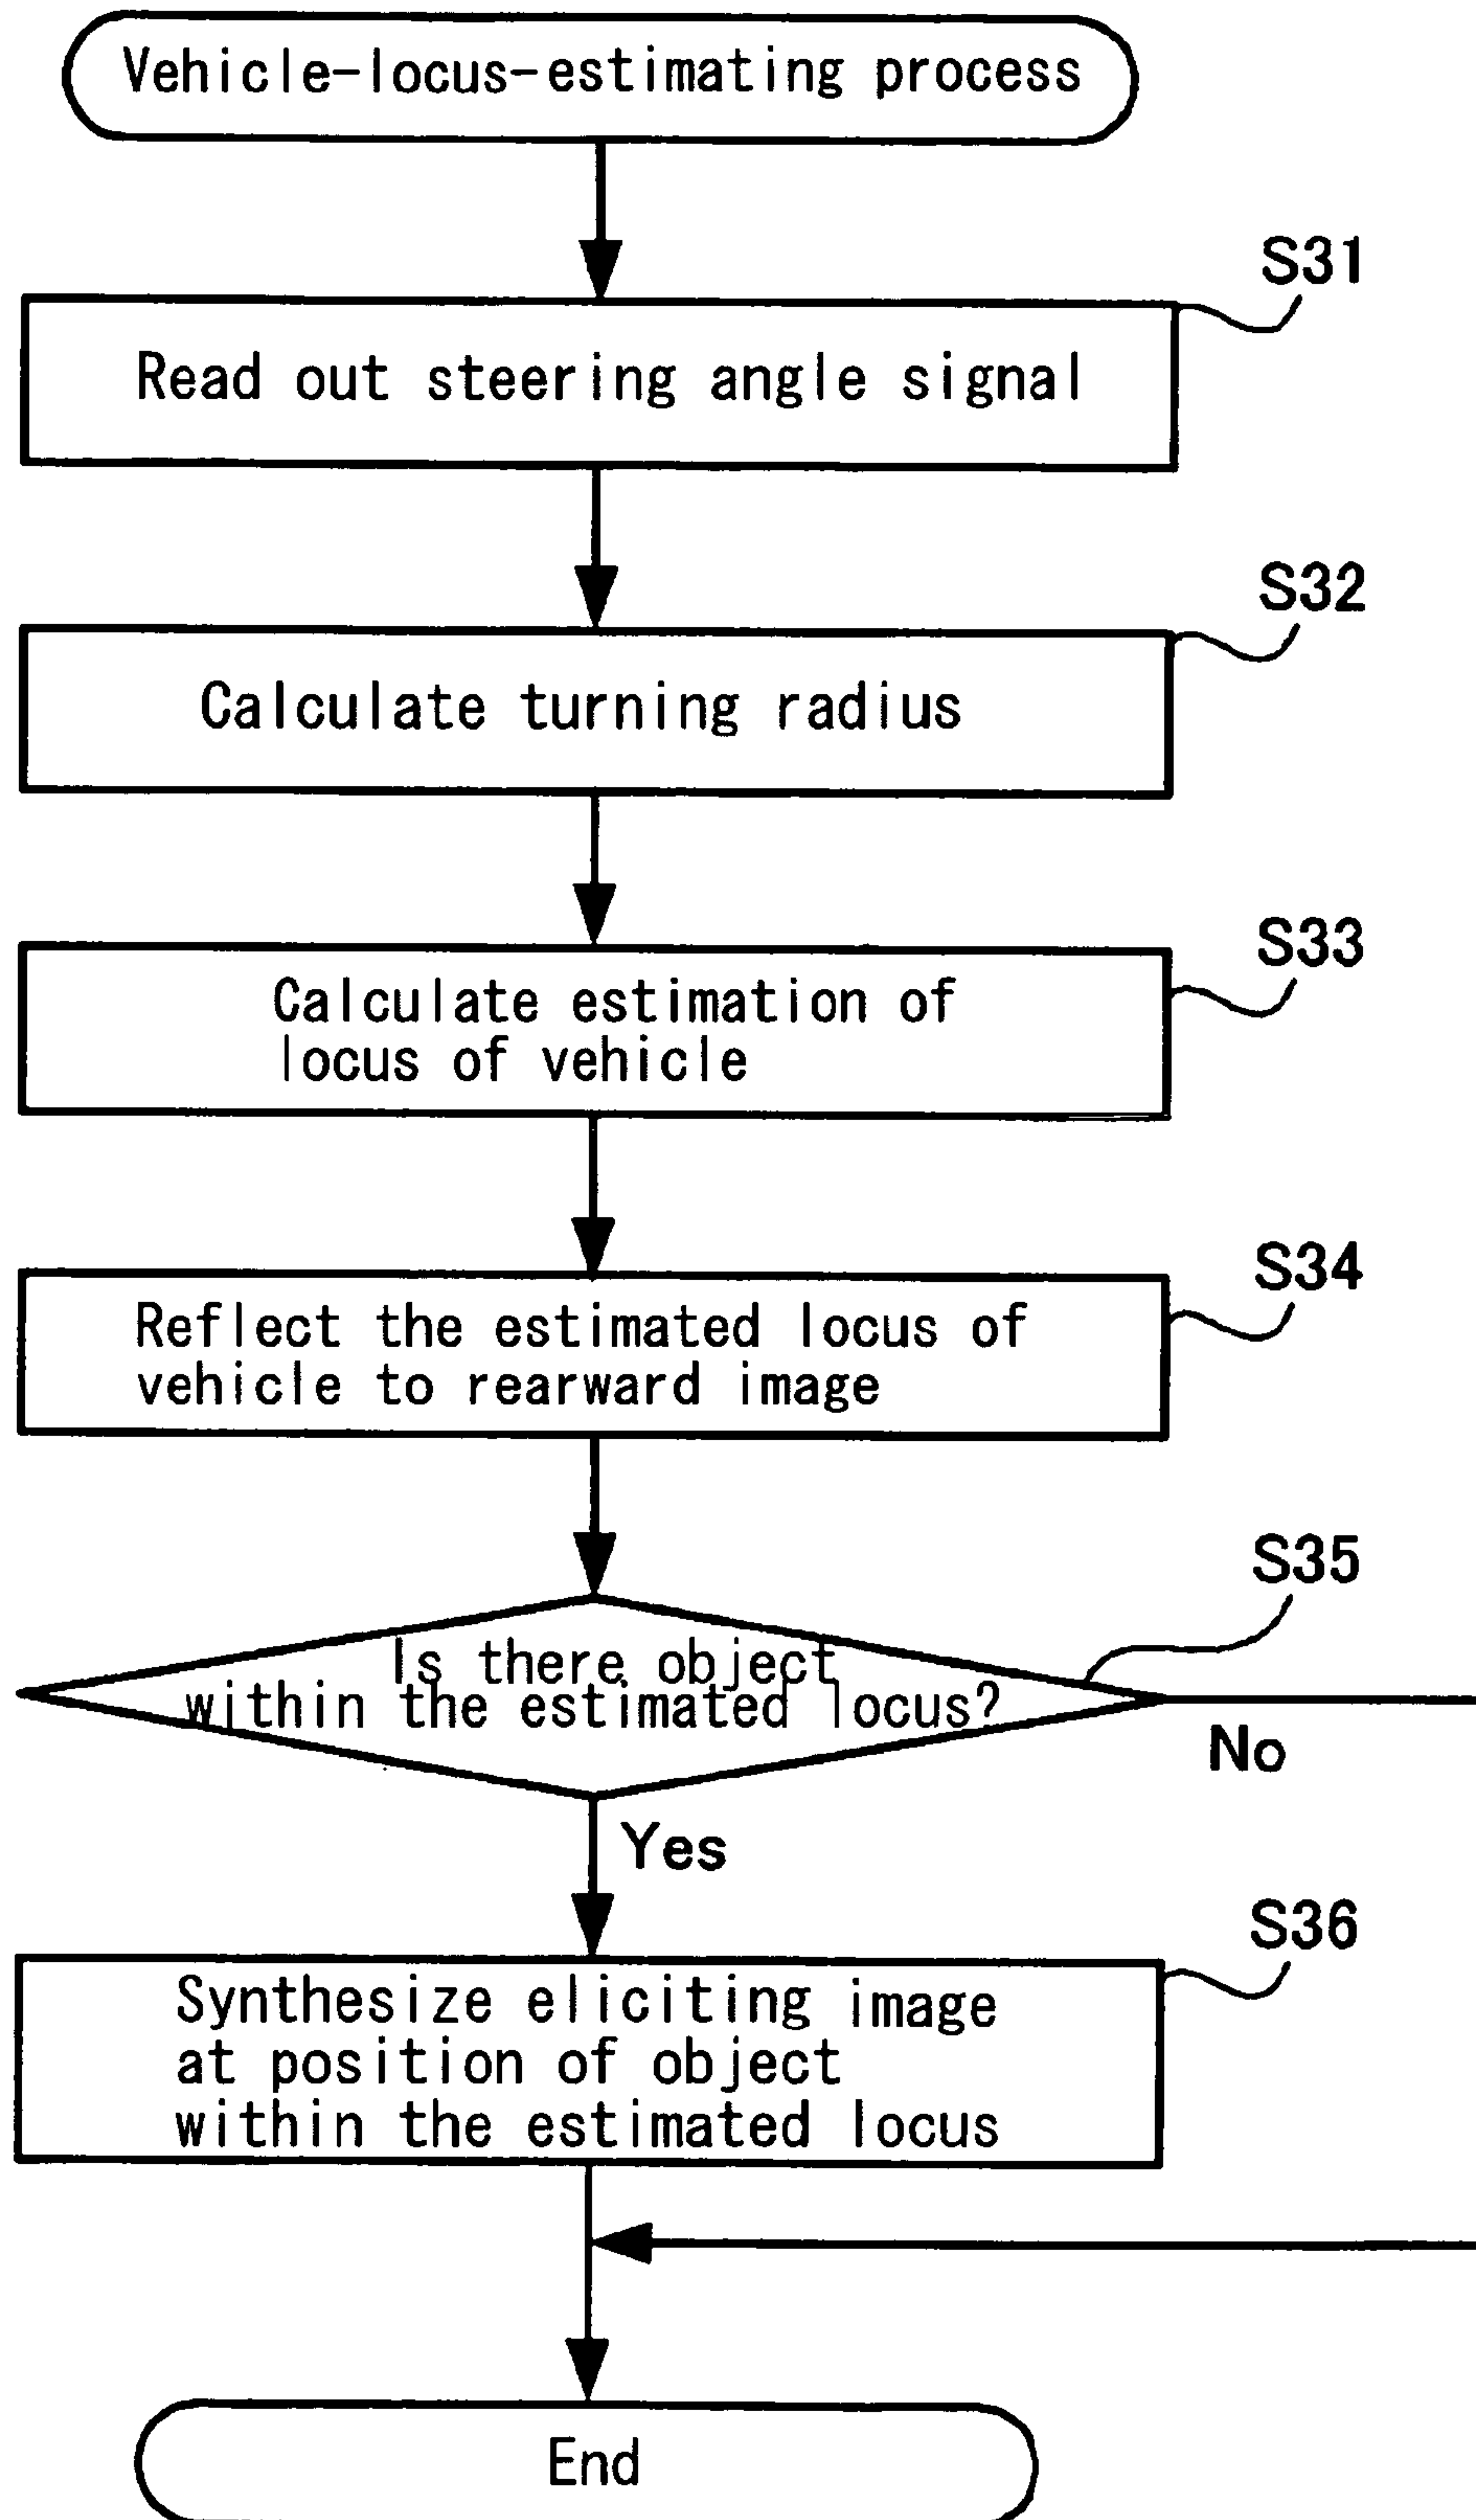 Vehicle-locus-estimating process
S31
Read out steering angle signal
S32
Calculate turning radius
S33
Calculate estimation of
locus of vehicle
S34
Reflect the estimated locus of
vehicle to rearward image
S35
Is there object
within the estimated locus?
No
Yes
S36
Synthesize eliciting image
at position of object
within the estimated locus
End